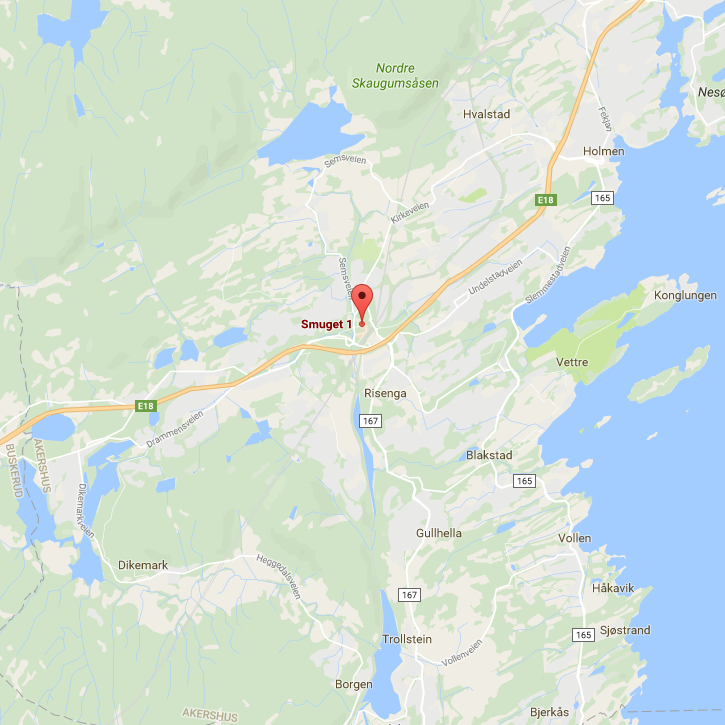 Nordre
Skaugumsåsen
Hvalstad
Nesø
Fekjan
Holmen
Semsveien
E18
165
Kirkeveien
Semsveien
Undelstadveien
Slemmestadveien
Konglungen
Smuget 1
Vettre
Risenga
E18
167
Drammensveien
AKERSHUS
BUSKERUD
Blakstad
165
Dikemarkveien
Gullhella
Vollen
Dikemark
Heggedalsveien
Håkavik
167
Sjøstrand
165
Trollstein
Vollenveien
Borgen
AKERSHUS
Bjerkås